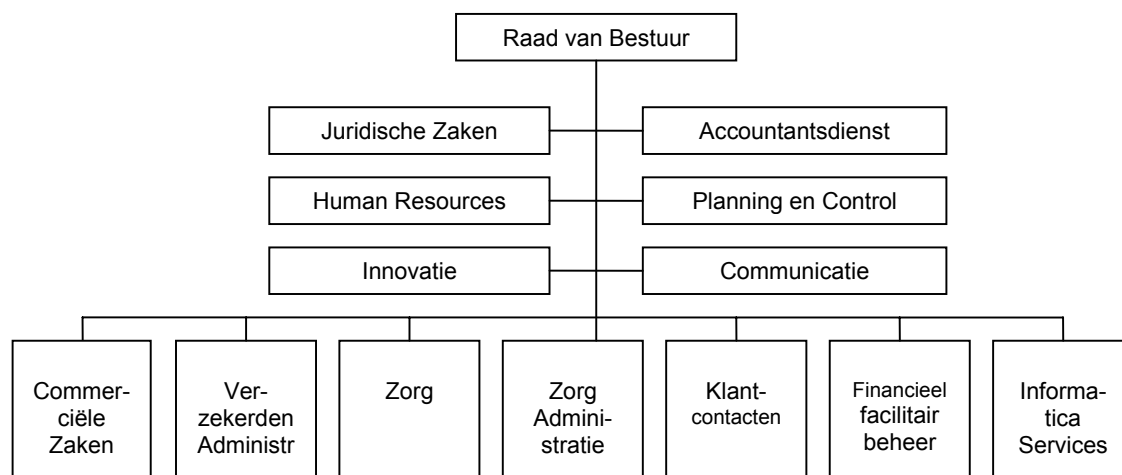 Raad van Bestuur
Juridische Zaken
Accountantsdienst
Human Resources
Planning en Control
Innovatie
Communicatie
Commer-
ciële
Zaken
Ver-
zekerden
Administr
Zorg
Zorg
Admini-
stratie
Klant-
contacten
Financieel
facilitair
beheer
Informa-
tica
Services